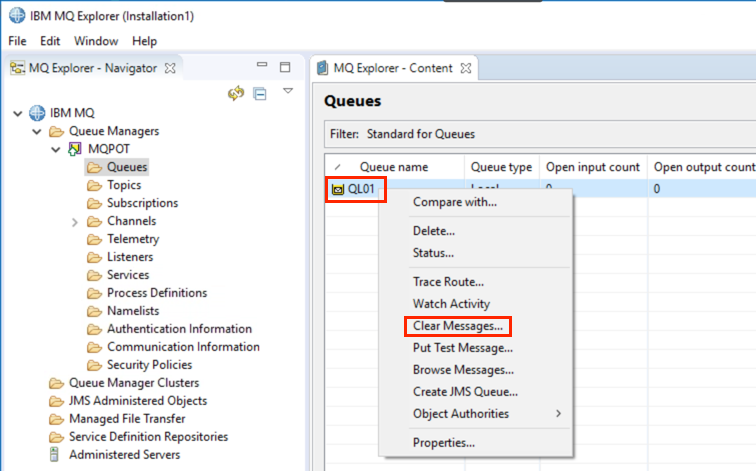 IBM MQ Explorer (Installation1)
File Edit Window Help
MQ Explorer - Navigator
IBM MQ
Queue Managers
MQPOT
Queues
Topics
Subscriptions
Channels
Telemetry
Listeners
Services
Process Definitions
Namelists
Authentication Information
Communication Information
Security Policies
Queue Manager Clusters
JMS Administered Objects
Managed File Transfer
Service Definition Repositories
Administered Servers
MQ Explorer - Content
Queues
Filter: Standard for Queues
Queue name Queue type Open input count Open output count
QL01 Local 0 0
Compare with...
Delete...
Status...
Trace Route...
Watch Activity
Clear Messages...
Put Test Message...
Browse Messages...
Create JMS Queue...
Object Authorities
Properties...